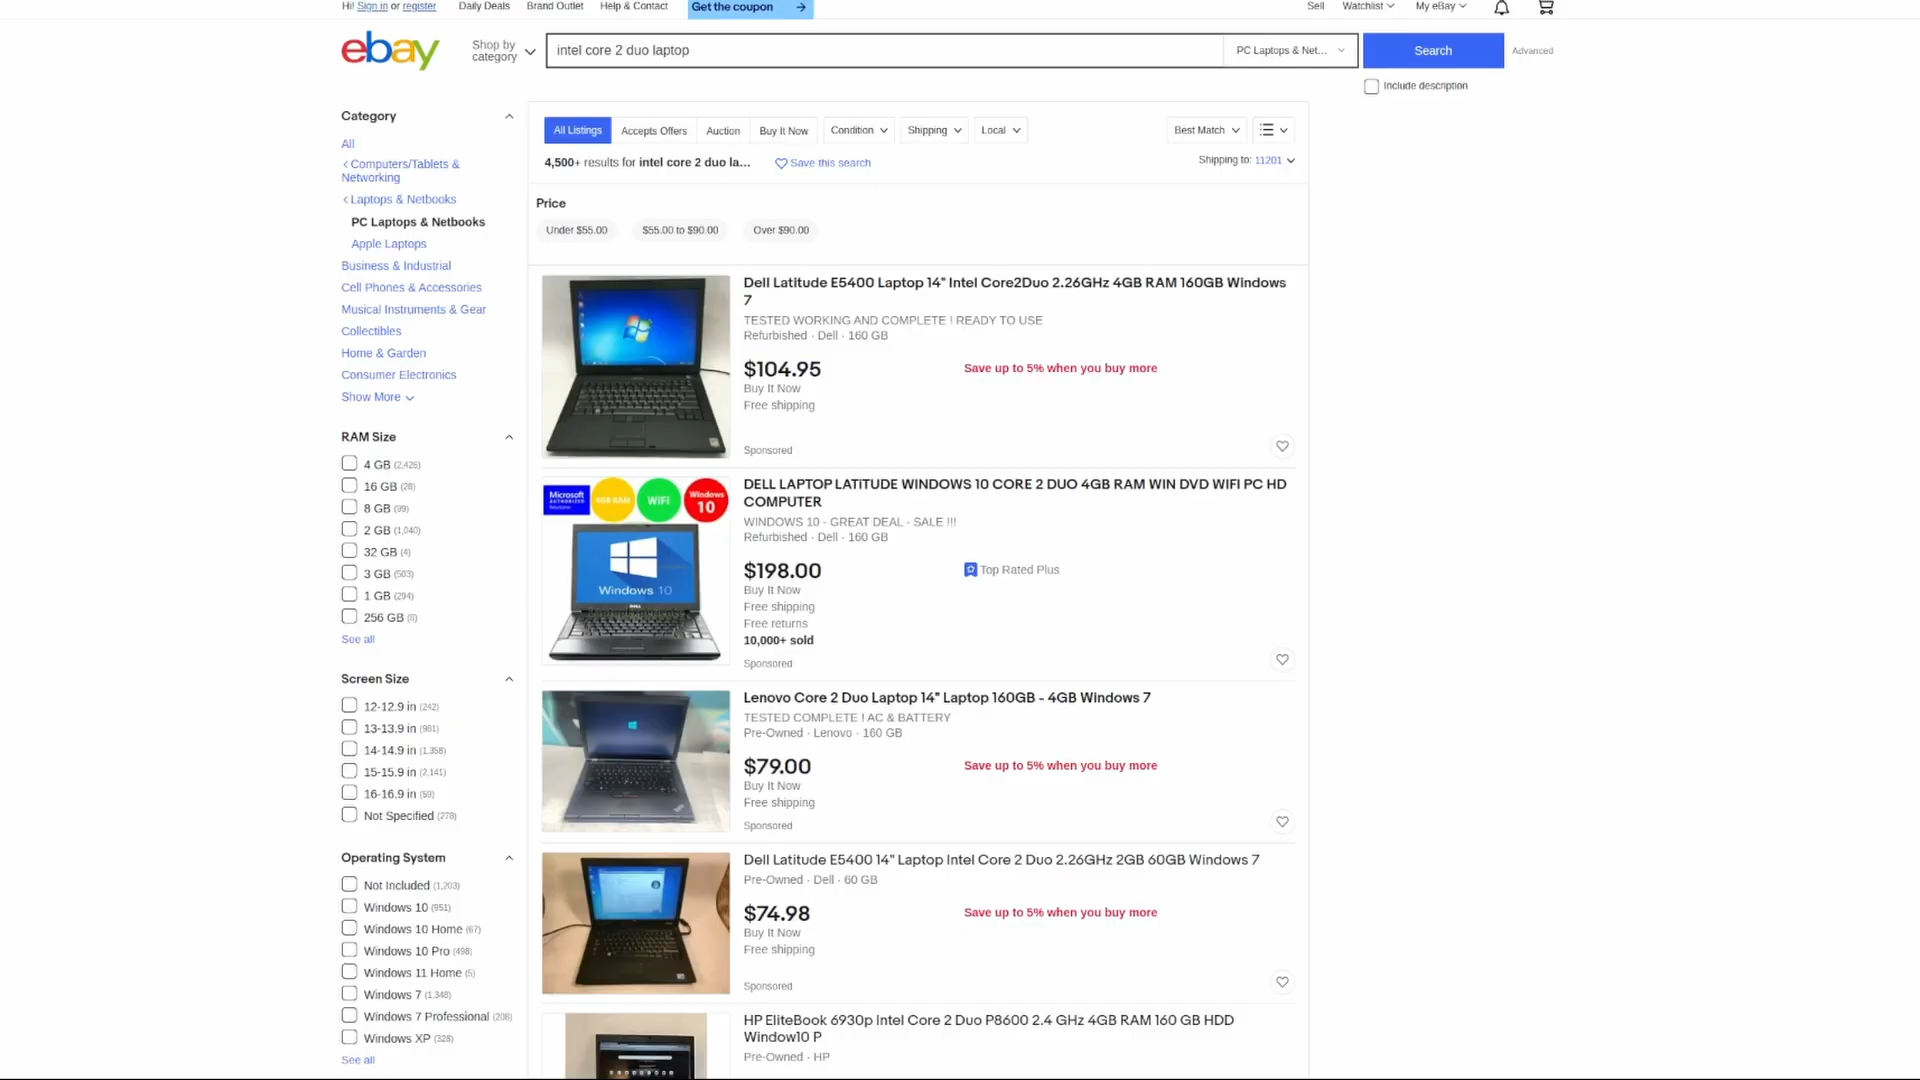 Hi! Sign in or register
Daily Deals
Brand Outlet
Help & Contact
Get the coupon
Sell
Watchlist
My eBay
ebay
Shop by
category
intel core 2 duo laptop
PC Laptops & Net...
Search
Advanced
Include description
Category
All
Computers/Tablets &
Networking
Laptops & Netbooks
PC Laptops & Netbooks
Apple Laptops
Business & Industrial
Cell Phones & Accessories
Musical Instruments & Gear
Collectibles
Home & Garden
Consumer Electronics
Show More
RAM Size
4 GB (2,426)
16 GB (28)
8 GB (99)
2 GB (1,040)
32 GB (4)
3 GB (503)
1 GB (294)
256 GB (8)
See all
Screen Size
12-12.9 in (242)
13-13.9 in (981)
14-14.9 in (1,358)
15-15.9 in (2,141)
16-16.9 in (59)
Not Specified (278)
Operating System
Not Included (1,203)
Windows 10 (951)
Windows 10 Home (67)
Windows 10 Pro (498)
Windows 11 Home (5)
Windows 7 (1,348)
Windows 7 Professional (208)
Windows XP (328)
See all
All Listings
Accepts Offers
Auction
Buy It Now
Condition
Shipping
Local
Best Match
4,500+ results for intel core 2 duo la...
Save this search
Shipping to: 11201
Price
Under $55.00
$55.00 to $90.00
Over $90.00
Dell Latitude E5400 Laptop 14" Intel Core2Duo 2.26GHz 4GB RAM 160GB Windows
7
TESTED WORKING AND COMPLETE ! READY TO USE
Refurbished · Dell · 160 GB
$104.95
Save up to 5% when you buy more
Buy It Now
Free shipping
Sponsored
Microsoft
AUTHORIZED
4GB RAM
WiFi
Windows
10
Windows 10
DELL
DELL LAPTOP LATiTUDE WINDOWS 10 CORE 2 DUO 4GB RAM WIN DVD WIFI PC HD
COMPUTER
WINDOWS 10 - GREAT DEAL - SALE !!!
Refurbished · Dell · 160 GB
$198.00
Top Rated Plus
Buy It Now
Free shipping
Free returns
10,000+ sold
Sponsored
Lenovo Core 2 Duo Laptop 14" Laptop 160GB - 4GB Windows 7
TESTED COMPLETE ! AC & BATTERY
Pre-Owned · Lenovo · 160 GB
$79.00
Save up to 5% when you buy more
Buy It Now
Free shipping
Sponsored
Dell Latitude E5400 14" Laptop Intel Core 2 Duo 2.26GHz 2GB 60GB Windows 7
Pre-Owned · Dell · 60 GB
$74.98
Save up to 5% when you buy more
Buy It Now
Free shipping
Sponsored
HP EliteBook 6930p Intel Core 2 Duo P8600 2.4 GHz 4GB RAM 160 GB HDD
Window10 P
Pre-Owned · HP